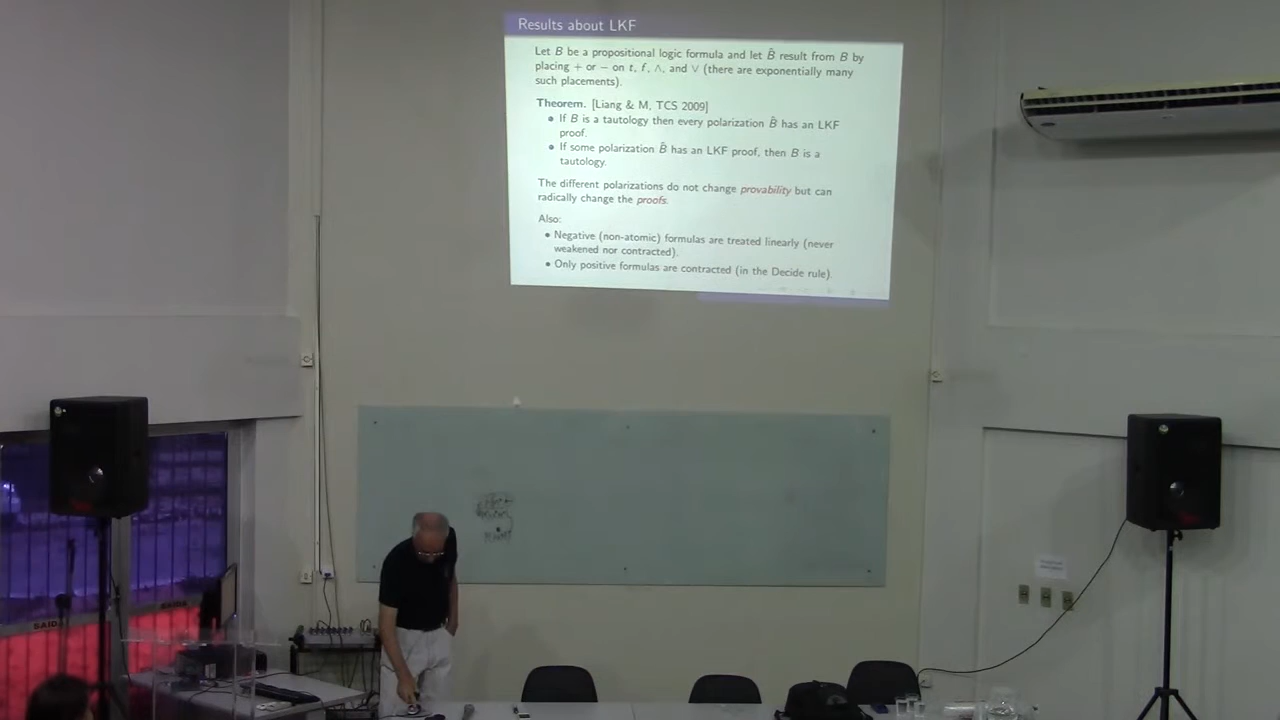 Results about LKF
Let B be a propositional logic formula and let B̂ result from B by
placing + or − on t, f, ∧, and ∨ (there are exponentially many
such placements).
Theorem. [Liang & M, TCS 2009]
• If B is a tautology then every polarization B̂ has an LKF
proof.
• If some polarization B̂ has an LKF proof, then B is a
tautology.
The different polarizations do not change provability but can
radically change the proofs.
Also:
• Negative (non-atomic) formulas are treated linearly (never
weakened nor contracted).
• Only positive formulas are contracted (in the Decide rule).
SAIDA
SAIDA